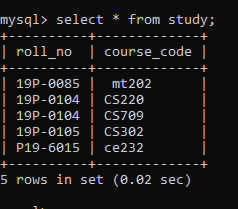 mysql> select * from study;
+----------+-------------+
| roll_no | course_code |
+----------+-------------+
| 19P-0085 | mt202 |
| 19P-0104 | CS220 |
| 19P-0104 | CS709 |
| 19P-0105 | CS302 |
| P19-6015 | ce232 |
+----------+-------------+
5 rows in set (0.02 sec)